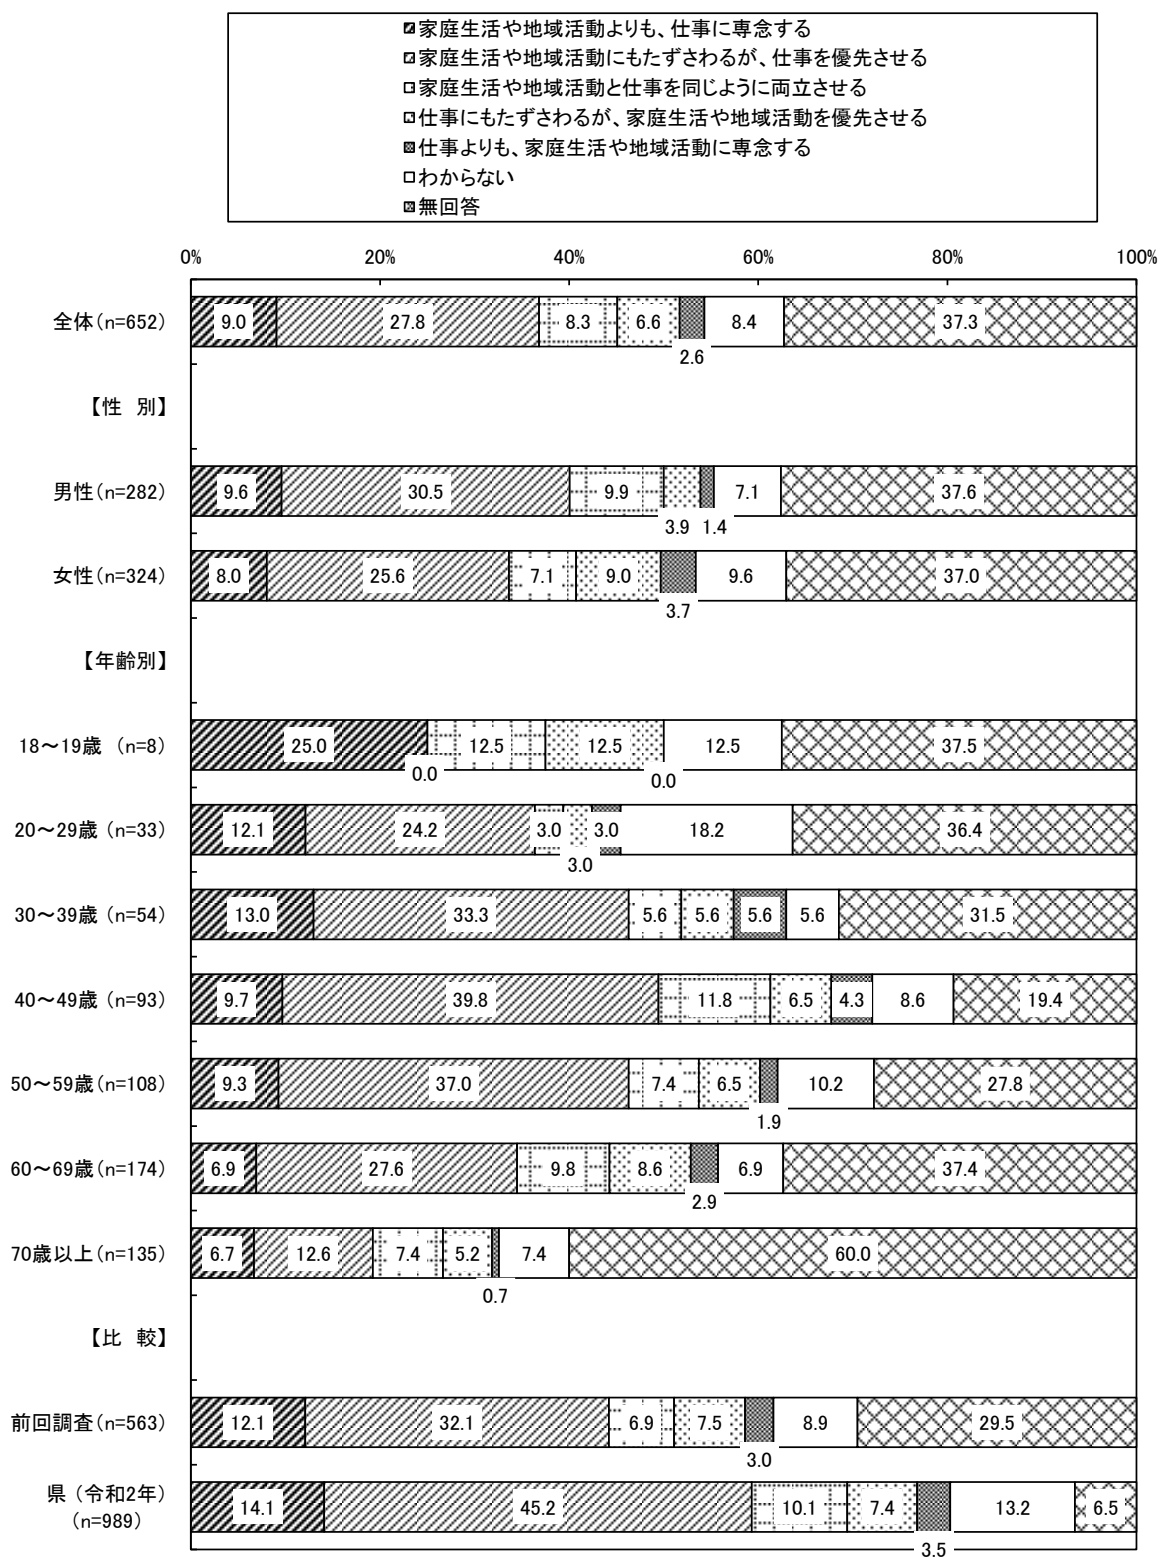 家庭生活や地域活動よりも、仕事に専念する
家庭生活や地域活動にもたずさわるが、仕事を優先させる
家庭生活や地域活動と仕事を同じように両立させる
仕事にもたずさわるが、家庭生活や地域活動を優先させる
仕事よりも、家庭生活や地域活動に専念する
わからない
無回答
0% 20% 40% 60% 80% 100%
全体(n=652) 9.0 27.8 8.3 6.6 8.4 37.3
2.6
【性 別】
男性(n=282) 9.6 30.5 9.9 7.1 37.6
3.9 1.4
女性(n=324) 8.0 25.6 7.1 9.0 9.6 37.0
3.7
【年齢別】
18～19歳 (n=8) 25.0 12.5 12.5 12.5 37.5
0.0 0.0
20～29歳 (n=33) 12.1 24.2 3.0 3.0 18.2 36.4
3.0
30～39歳 (n=54) 13.0 33.3 5.6 5.6 5.6 5.6 31.5
40～49歳 (n=93) 9.7 39.8 11.8 6.5 4.3 8.6 19.4
50～59歳(n=108) 9.3 37.0 7.4 6.5 10.2 27.8
1.9
60～69歳(n=174) 6.9 27.6 9.8 8.6 6.9 37.4
2.9
70歳以上(n=135) 6.7 12.6 7.4 5.2 7.4 60.0
0.7
【比 較】
前回調査(n=563) 12.1 32.1 6.9 7.5 8.9 29.5
3.0
県 (令和2年)
(n=989) 14.1 45.2 10.1 7.4 13.2 6.5
3.5